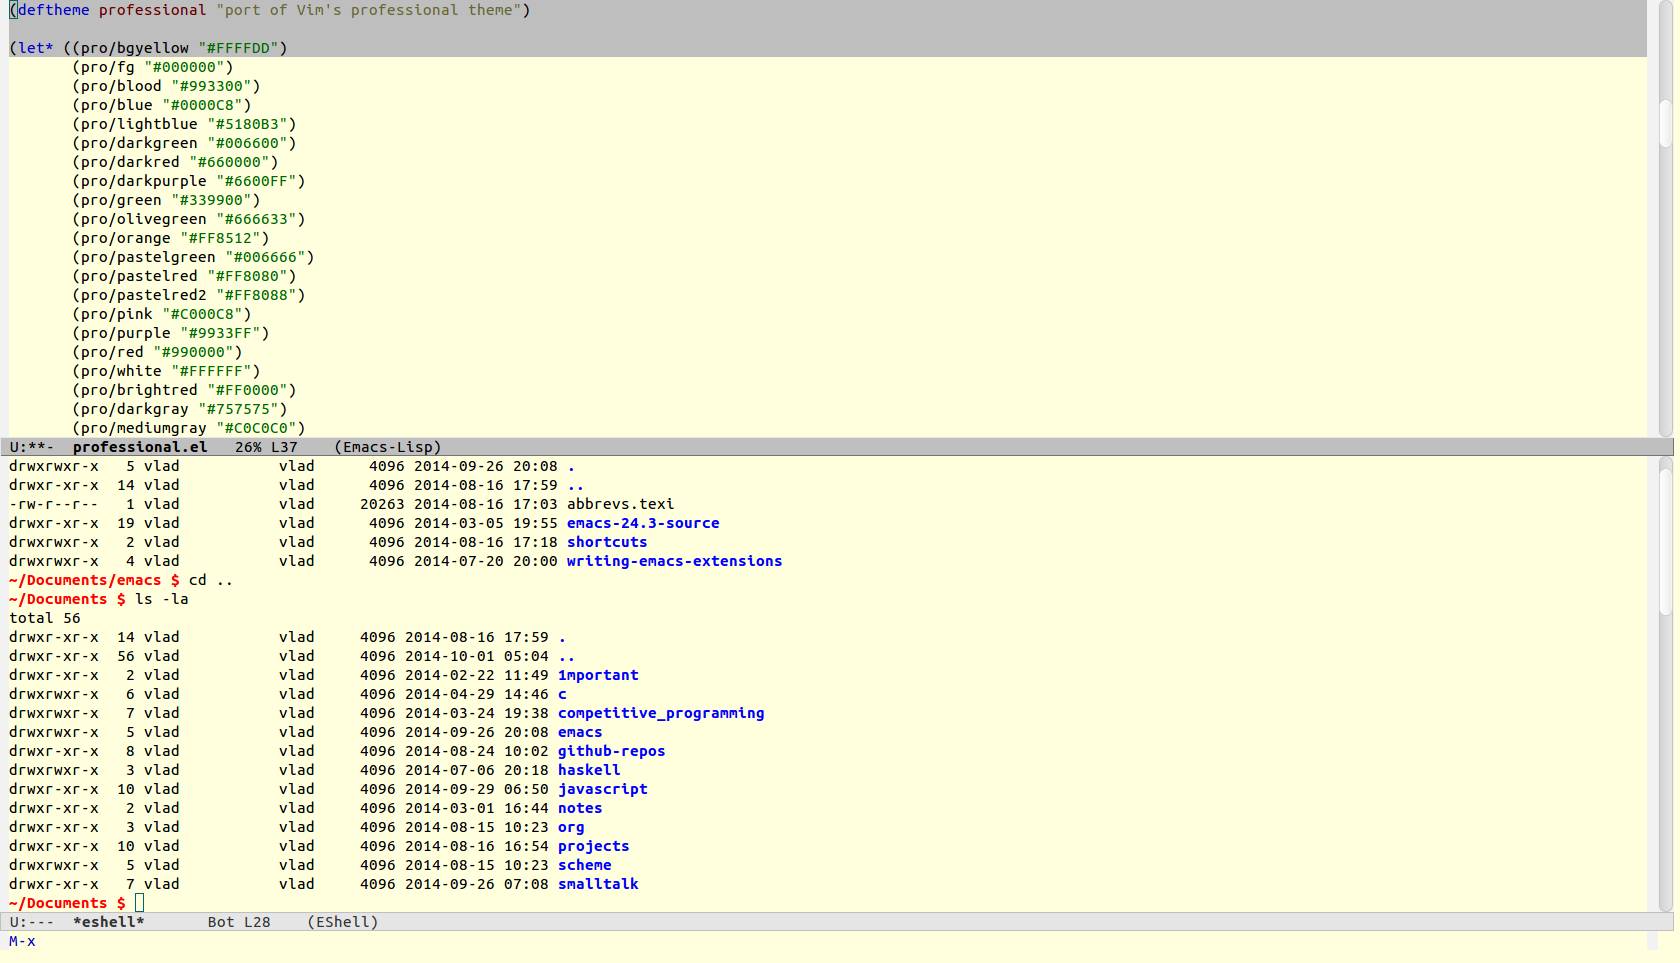 (deftheme professional "port of Vim's professional theme")
(let* ((pro/bgyellow "#FFFFDD")
       (pro/fg "#000000")
       (pro/blood "#993300")
       (pro/blue "#0000C8")
       (pro/lightblue "#5180B3")
       (pro/darkgreen "#006600")
       (pro/darkred "#660000")
       (pro/darkpurple "#6600FF")
       (pro/green "#339900")
       (pro/olivegreen "#666633")
       (pro/orange "#FF8512")
       (pro/pastelgreen "#006666")
       (pro/pastelred "#FF8080")
       (pro/pastelred2 "#FF8088")
       (pro/pink "#C000C8")
       (pro/purple "#9933FF")
       (pro/red "#990000")
       (pro/white "#FFFFFF")
       (pro/brightred "#FF0000")
       (pro/darkgray "#757575")
       (pro/mediumgray "#C0C0C0")
U:**-  professional.el   26% L37    (Emacs-Lisp)
drwxrwxr-x   5 vlad           vlad      4096 2014-09-26 20:08 .
drwxr-xr-x  14 vlad           vlad      4096 2014-08-16 17:59 ..
-rw-r--r--   1 vlad           vlad     20263 2014-08-16 17:03 abbrevs.texi
drwxr-xr-x  19 vlad           vlad      4096 2014-03-05 19:55 emacs-24.3-source
drwxr-xr-x   2 vlad           vlad      4096 2014-08-16 17:18 shortcuts
drwxrwxr-x   4 vlad           vlad      4096 2014-07-20 20:00 writing-emacs-extensions
~/Documents/emacs $ cd ..
~/Documents $ ls -la
total 56
drwxr-xr-x  14 vlad           vlad     4096 2014-08-16 17:59 .
drwxr-xr-x  56 vlad           vlad     4096 2014-10-01 05:04 ..
drwxr-xr-x   2 vlad           vlad     4096 2014-02-22 11:49 1mportant
drwxrwxr-x   6 vlad           vlad     4096 2014-04-29 14:46 c
drwxrwxr-x   7 vlad           vlad     4096 2014-03-24 19:38 competitive_programming
drwxrwxr-x   5 vlad           vlad     4096 2014-09-26 20:08 emacs
drwxrwxr-x   8 vlad           vlad     4096 2014-08-24 10:02 github-repos
drwxrwxr-x   3 vlad           vlad     4096 2014-07-06 20:18 haskell
drwxrwxr-x  10 vlad           vlad     4096 2014-09-29 06:50 javascript
drwxr-xr-x   2 vlad           vlad     4096 2014-03-01 16:44 notes
drwxr-xr-x   3 vlad           vlad     4096 2014-08-15 10:23 org
drwxr-xr-x  10 vlad           vlad     4096 2014-08-16 16:54 projects
drwxrwxr-x   5 vlad           vlad     4096 2014-08-15 10:23 scheme
drwxr-xr-x   7 vlad           vlad     4096 2014-09-26 07:08 smalltalk
~/Documents $
U:---  *eshell*       Bot L28    (EShell)
M-x